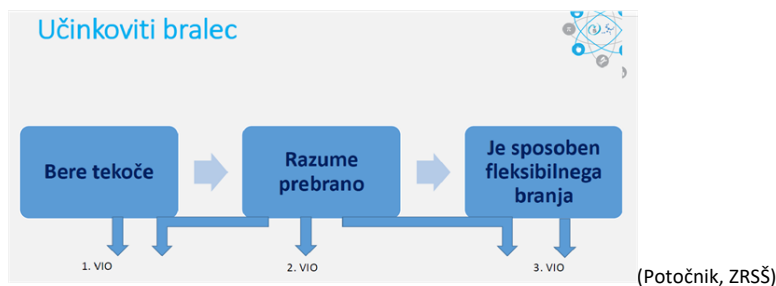 Učinkoviti bralec
Bere tekoče
Razume
prebrano
Je sposoben
fleksibilnega
branja
1. VIO
2. VIO
3. VIO
(Potočnik, ZRSŠ)